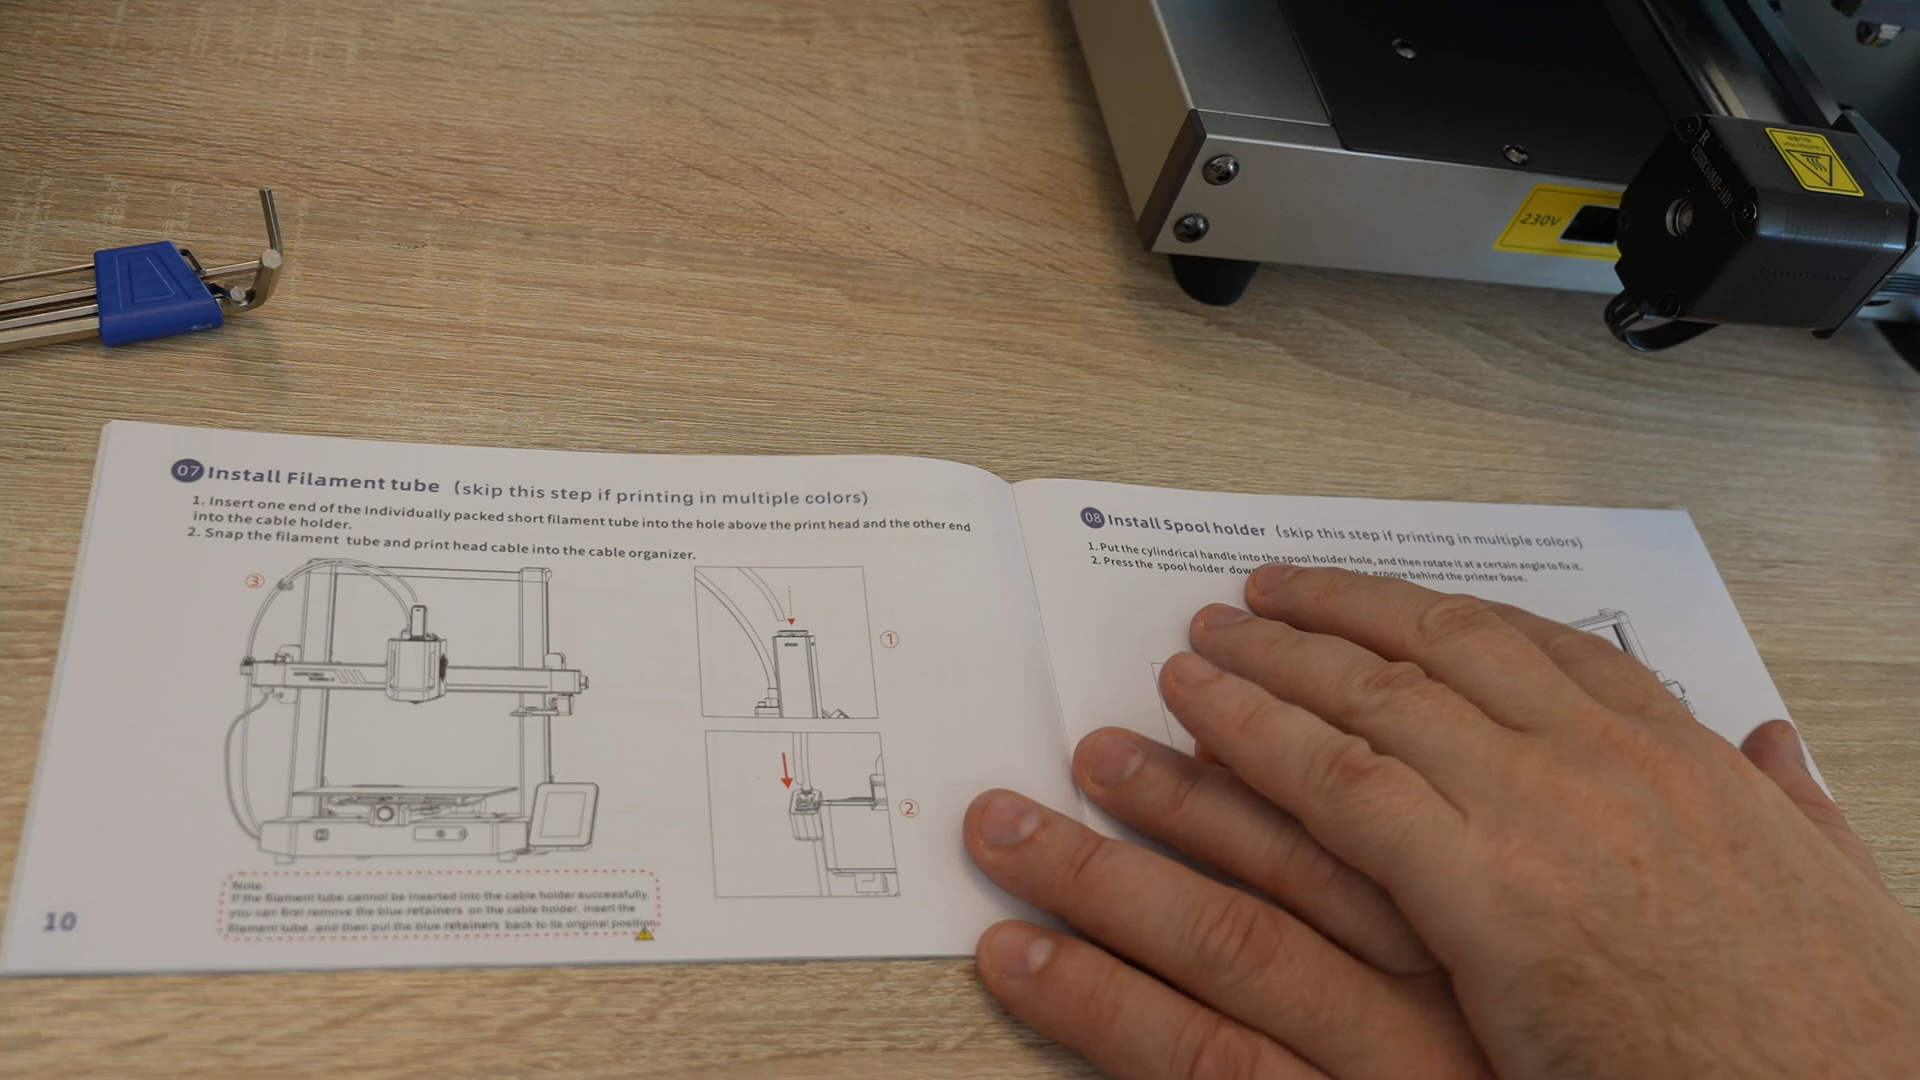 230V
07 Install Filament tube (skip this step if printing in multiple colors)
1. Insert one end of the Individually packed short filament tube into the hole above the print head and the other end
into the cable holder.
2. Snap the filament tube and print head cable into the cable organizer.
③
①
②
Note:
If the filament tube cannot be inserted into the cable holder successfully,
you can first remove the blue retainers on the cable holder, insert the
filament tube, and then put the blue retainers back to its original position.
10
08 Install Spool holder (skip this step if printing in multiple colors)
1. Put the cylindrical handle into the spool holder hole, and then rotate it at a certain angle to fix it.
2. Press the spool holder down the groove behind the printer base.